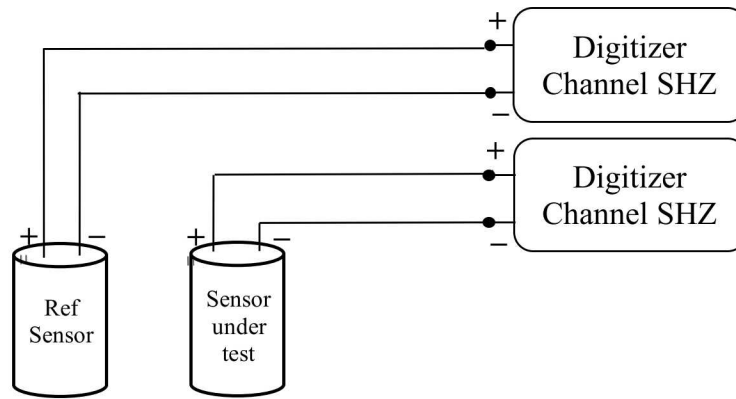 +
Digitizer
Channel SHZ
−
+
Digitizer
Channel SHZ
−
+ −
Ref
Sensor
+ −
Sensor
under
test